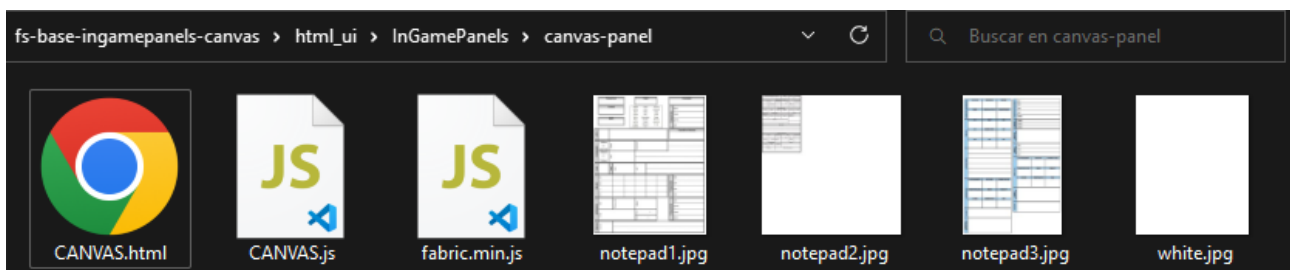 fs-base-ingamepanels-canvas > html_ui > InGamePanels > canvas-panel
Buscar en canvas-panel
JS
JS
CANVAS.html
CANVAS.js
fabric.min.js
notepad1.jpg
notepad2.jpg
notepad3.jpg
white.jpg